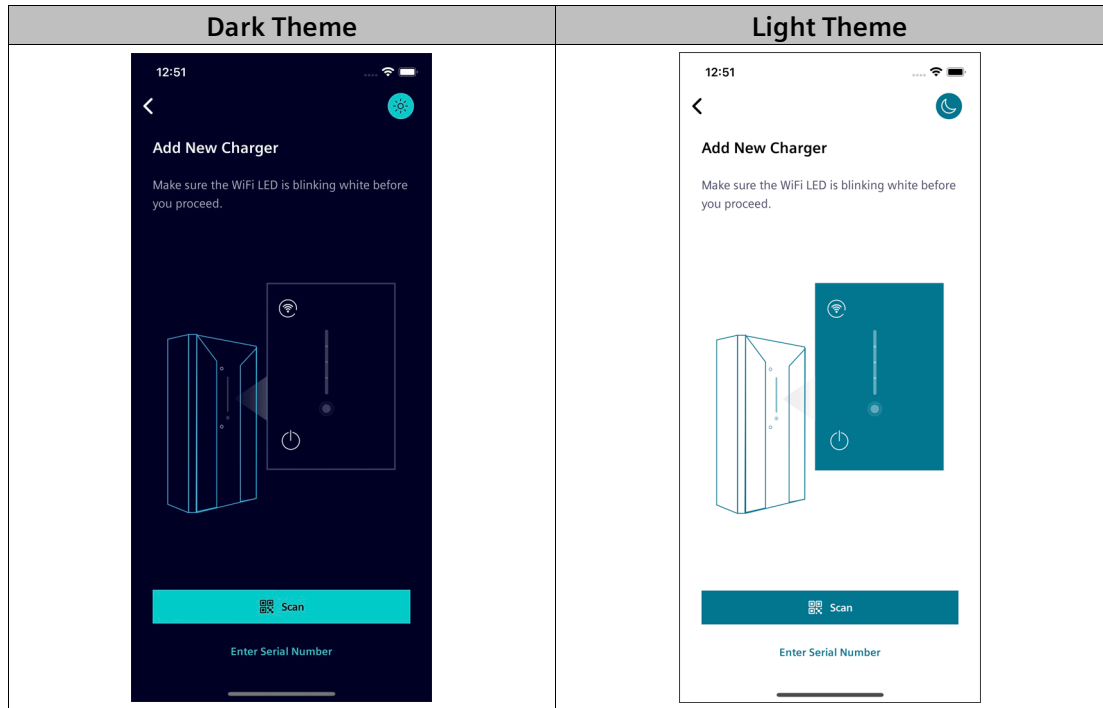 Dark Theme
Light Theme
12:51
Add New Charger
Make sure the WiFi LED is blinking white before
you proceed.
Scan
Enter Serial Number
12:51
Add New Charger
Make sure the WiFi LED is blinking white before
you proceed.
Scan
Enter Serial Number